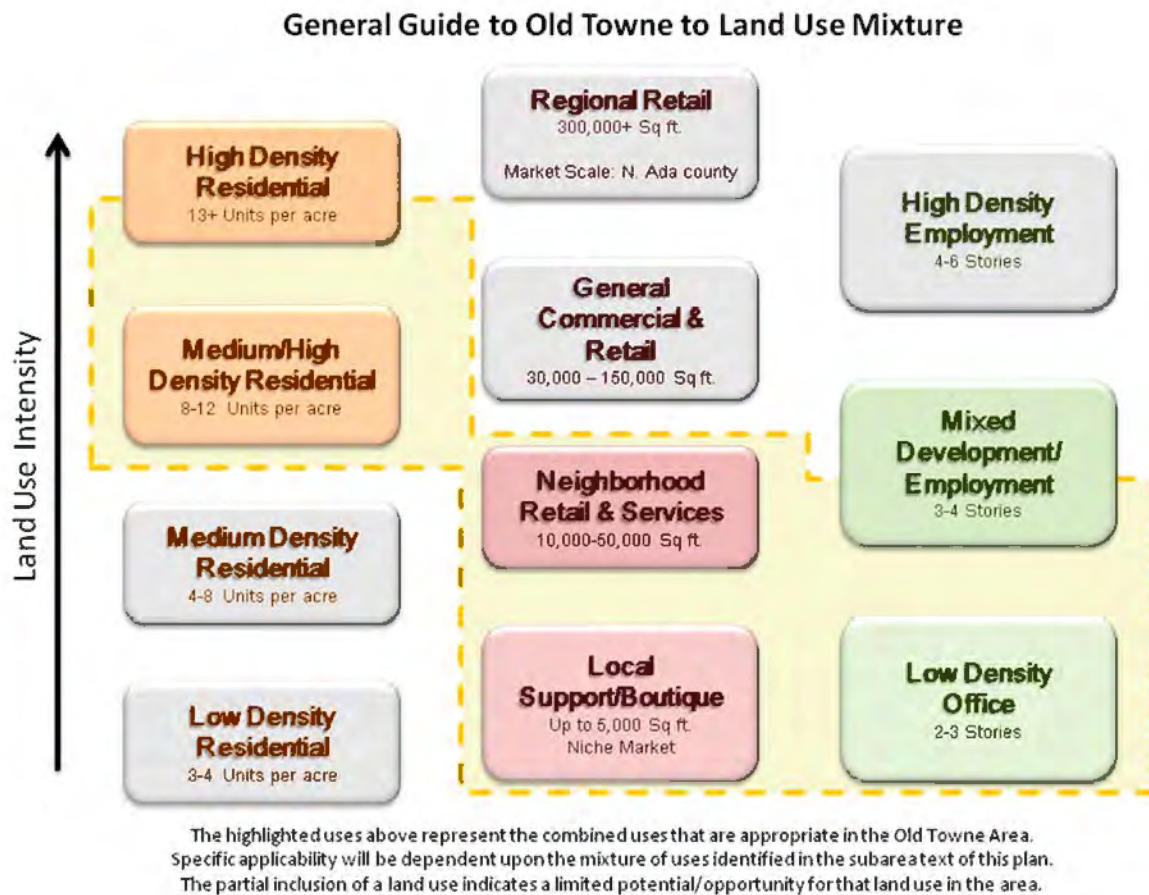 General Guide to Old Towne to Land Use Mixture
Land Use Intensity
High Density
Residential
13+ Units per acre
Medium/High
Density Residential
8-12 Units per acre
Medium Density
Residential
4-8 Units per acre
Low Density
Residential
3-4 Units per acre
Regional Retail
300,000+ Sq ft.
Market Scale: N. Ada county
General
Commercial &
Retail
30,000 – 150,000 Sq ft.
Neighborhood
Retail & Services
10,000-50,000 Sq ft.
Local
Support/Boutique
Up to 5,000 Sq ft.
Niche Market
High Density
Employment
4-6 Stories
Mixed
Development/
Employment
3-4 Stories
Low Density
Office
2-3 Stories
The highlighted uses above represent the combined uses that are appropriate in the Old Towne Area.
Specific applicability will be dependent upon the mixture of uses identified in the subarea text of this plan.
The partial inclusion of a land use indicates a limited potential/opportunity for that land use in the area.